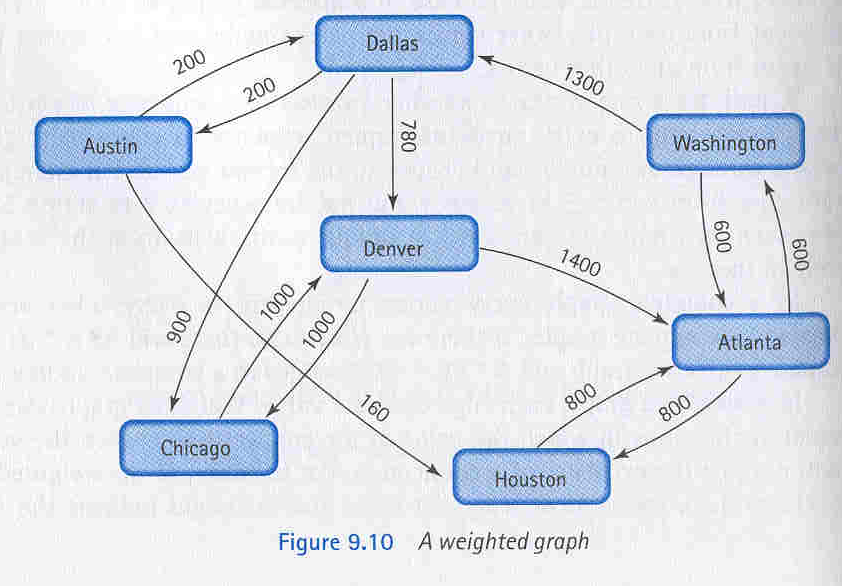 Dallas
200
200
1300
Austin
780
Washington
Denver
600
600
1400
900
1000
1000
Atlanta
160
800
800
Chicago
Houston
Figure 9.10 A weighted graph